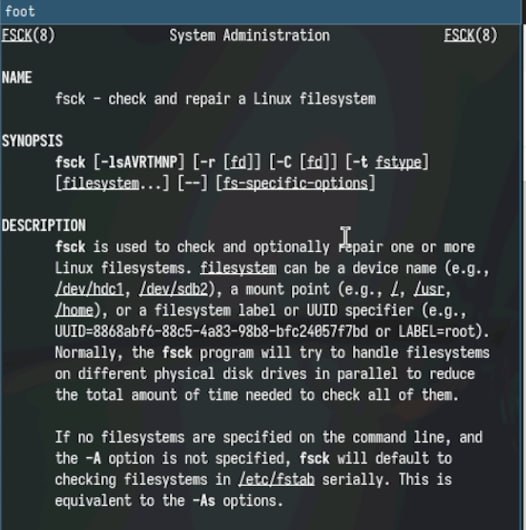 foot
FSCK(8) System Administration FSCK(8)
NAME
fsck - check and repair a Linux filesystem
SYNOPSIS
fsck [-lsAVRTMNP] [-r [fd]] [-C [fd]] [-t fstype]
[filesystem...] [--] [fs-specific-options]
DESCRIPTION
fsck is used to check and optionally repair one or more
Linux filesystems. filesystem can be a device name (e.g.,
/dev/hdc1, /dev/sdb2), a mount point (e.g., /, /usr,
/home), or a filesystem label or UUID specifier (e.g.,
UUID=8868abf6-88c5-4a83-98b8-bfc24057f7bd or LABEL=root).
Normally, the fsck program will try to handle filesystems
on different physical disk drives in parallel to reduce
the total amount of time needed to check all of them.
If no filesystems are specified on the command line, and
the -A option is not specified, fsck will default to
checking filesystems in /etc/fstab serially. This is
equivalent to the -As options.